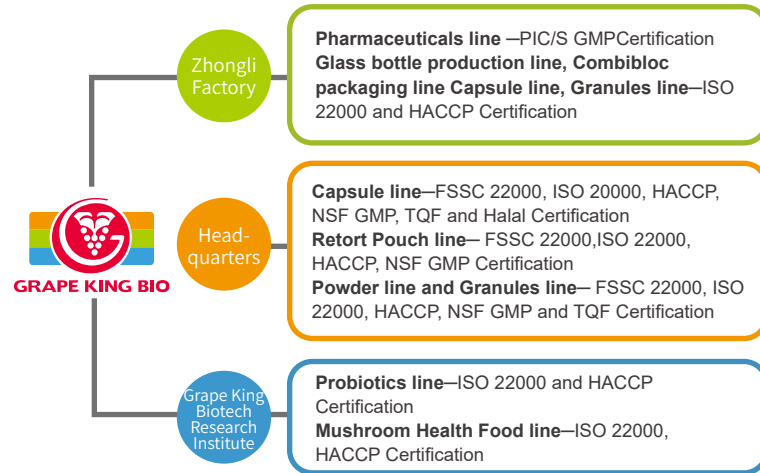 Zhongli
Factory
Pharmaceuticals line –PIC/S GMPCertification
Glass bottle production line, Combibloc
packaging line Capsule line, Granules line–ISO
22000 and HACCP Certification
GRAPE KING BIO
Head-
quarters
Capsule line–FSSC 22000, ISO 20000, HACCP,
NSF GMP, TQF and Halal Certification
Retort Pouch line– FSSC 22000,ISO 22000,
HACCP, NSF GMP Certification
Powder line and Granules line– FSSC 22000, ISO
22000, HACCP, NSF GMP and TQF Certification
Grape King
Biotech
Research
Institute
Probiotics line–ISO 22000 and HACCP
Certification
Mushroom Health Food line–ISO 22000,
HACCP Certification